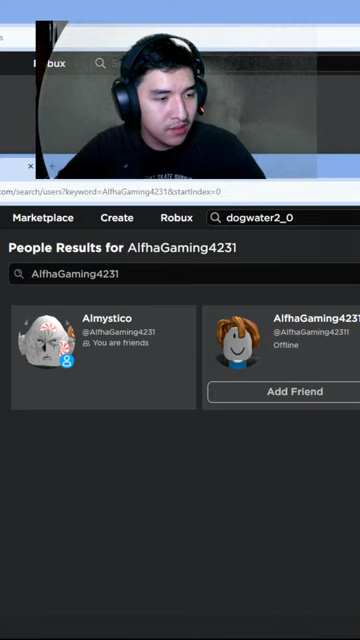 Robux
com/search/users?keyword=AlfhaGaming4231&startIndex=0
Marketplace Create Robux dogwater2_0
People Results for AlfhaGaming4231
AlfhaGaming4231
Almystico
@AlfhaGaming4231
You are friends
AlfhaGaming4231
@AlfhaGaming42311
Offline
Add Friend